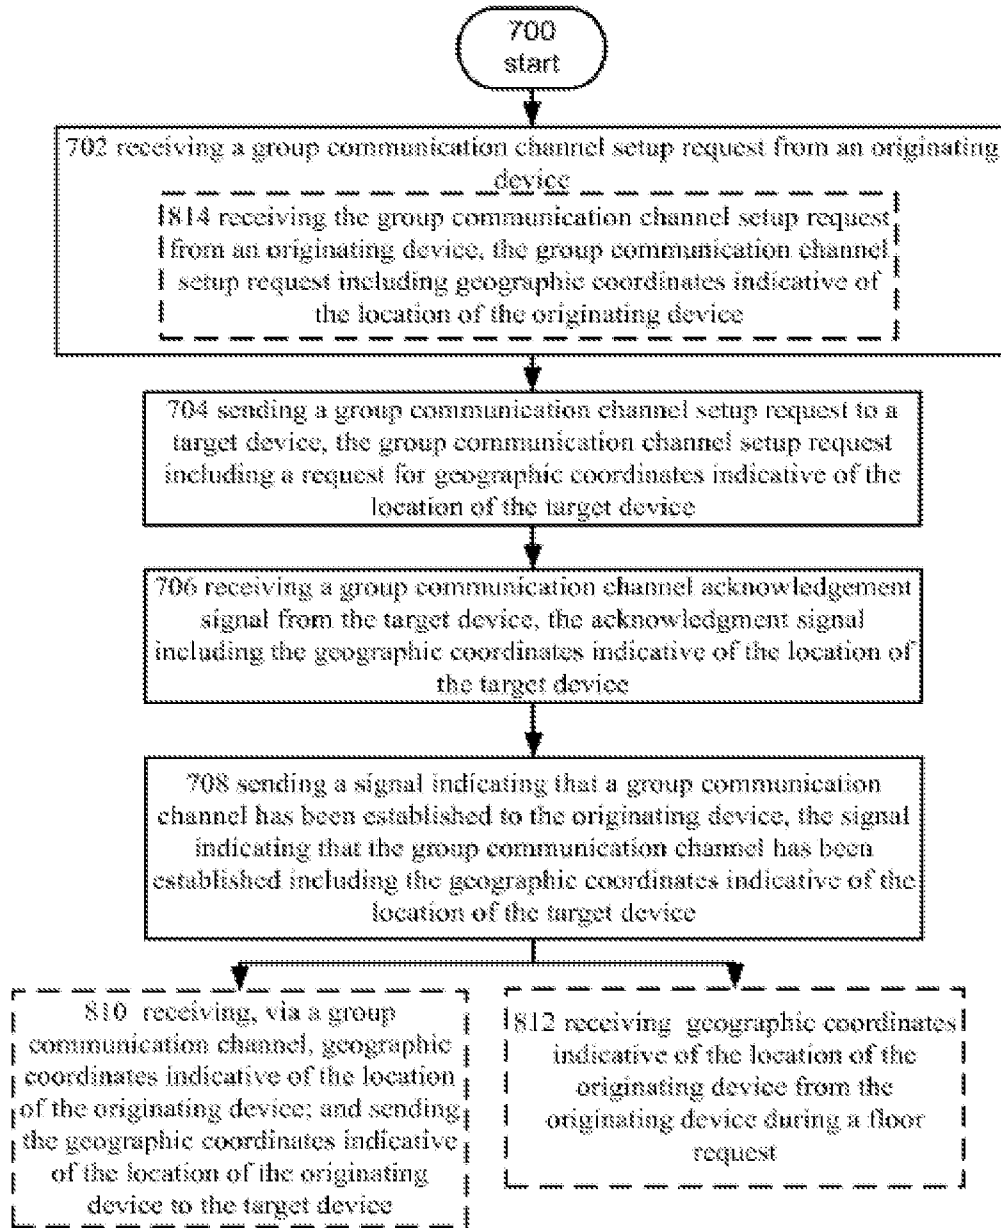 700
start
702 receiving a group communication channel setup request from an originating
device
814 receiving the group communication channel setup request
from an originating device, the group communication channel
setup request including geographic coordinates indicative of
the location of the originating device
704 sending a group communication channel setup request to a
target device, the group communication channel setup request
including a request for geographic coordinates indicative of the
location of the target device
706 receiving a group communication channel acknowledgement
signal from the target device, the acknowledgment signal
including the geographic coordinates indicative of the location of
the target device
708 sending a signal indicating that a group communication
channel has been established to the originating device, the signal
indicating that the group communication channel has been
established including the geographic coordinates indicative of the
location of the target device
810 receiving, via a group
communication channel, geographic
coordinates indicative of the location
of the originating device; and sending
the geographic coordinates indicative
of the location of the originating
device to the target device
812 receiving geographic coordinates
indicative of the location of the
originating device from the
originating device during a floor
request